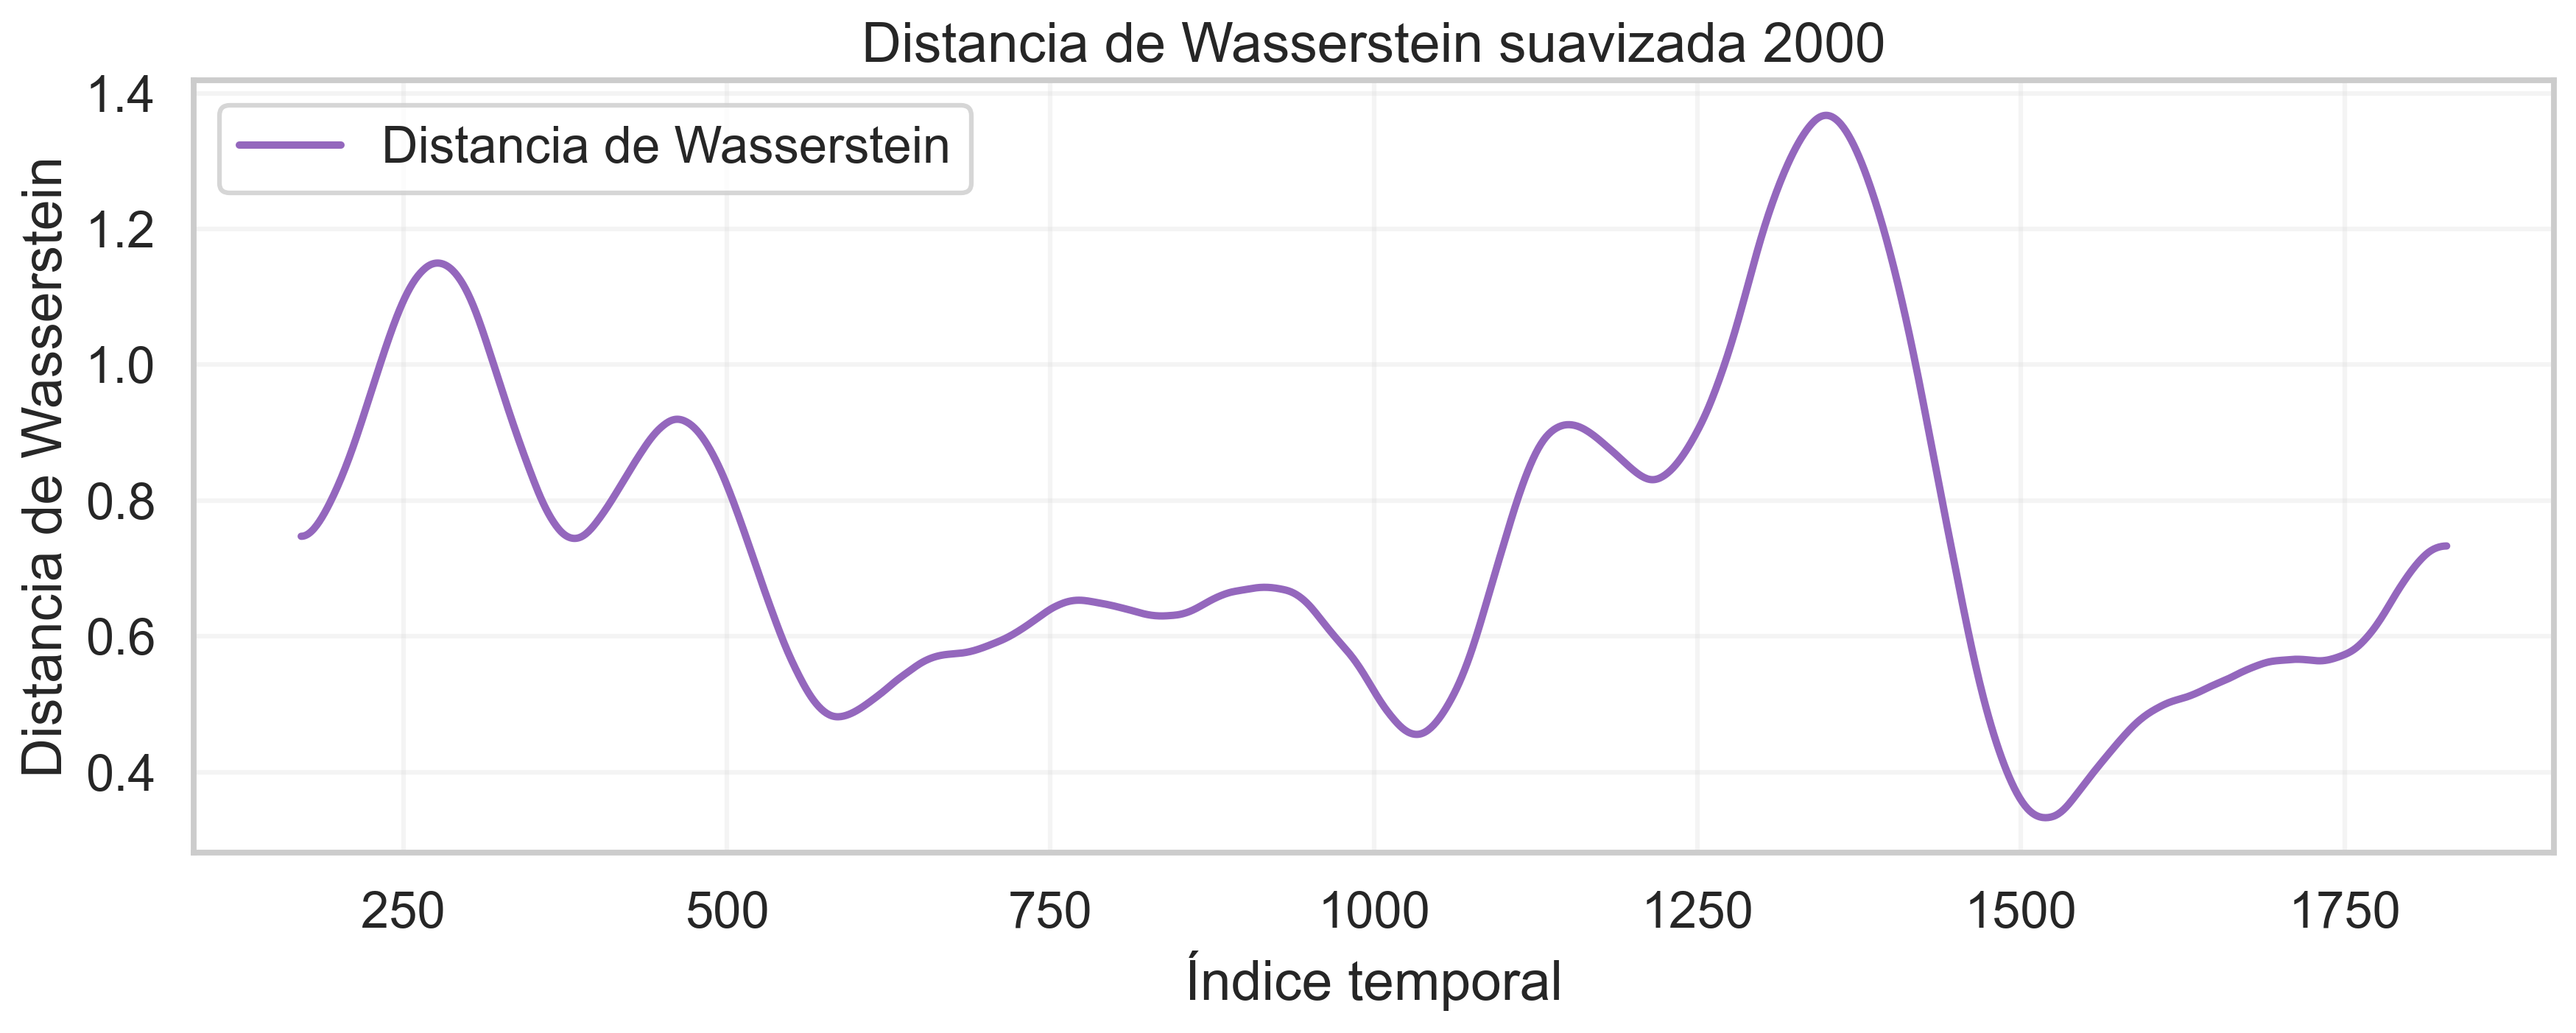 Distancia de Wasserstein suavizada 2000
Distancia de Wasserstein
Distancia de Wasserstein
1.4
1.2
1.0
0.8
0.6
0.4
250 500 750 1000 1250 1500 1750
Índice temporal